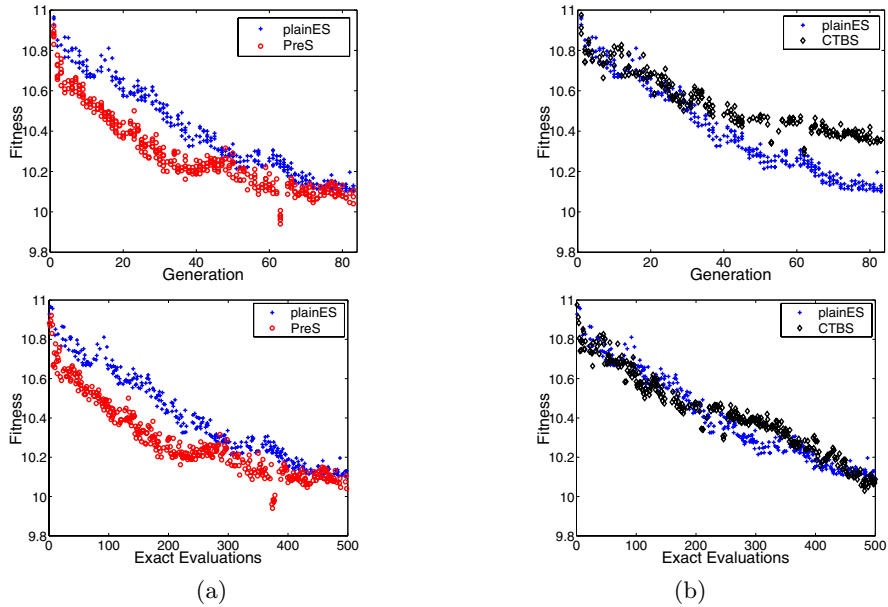 11
10.8
10.6
10.4
10.2
10
9.8
Fitness
0
20
40
60
80
Generation
plainES
PreS
11
10.8
10.6
10.4
10.2
10
9.8
Fitness
0
20
40
60
80
Generation
plainES
CTBS
11
10.8
10.6
10.4
10.2
10
9.8
Fitness
0
100
200
300
400
500
Exact Evaluations
plainES
PreS
11
10.8
10.6
10.4
10.2
10
9.8
Fitness
0
100
200
300
400
500
Exact Evaluations
plainES
CTBS
(a)
(b)